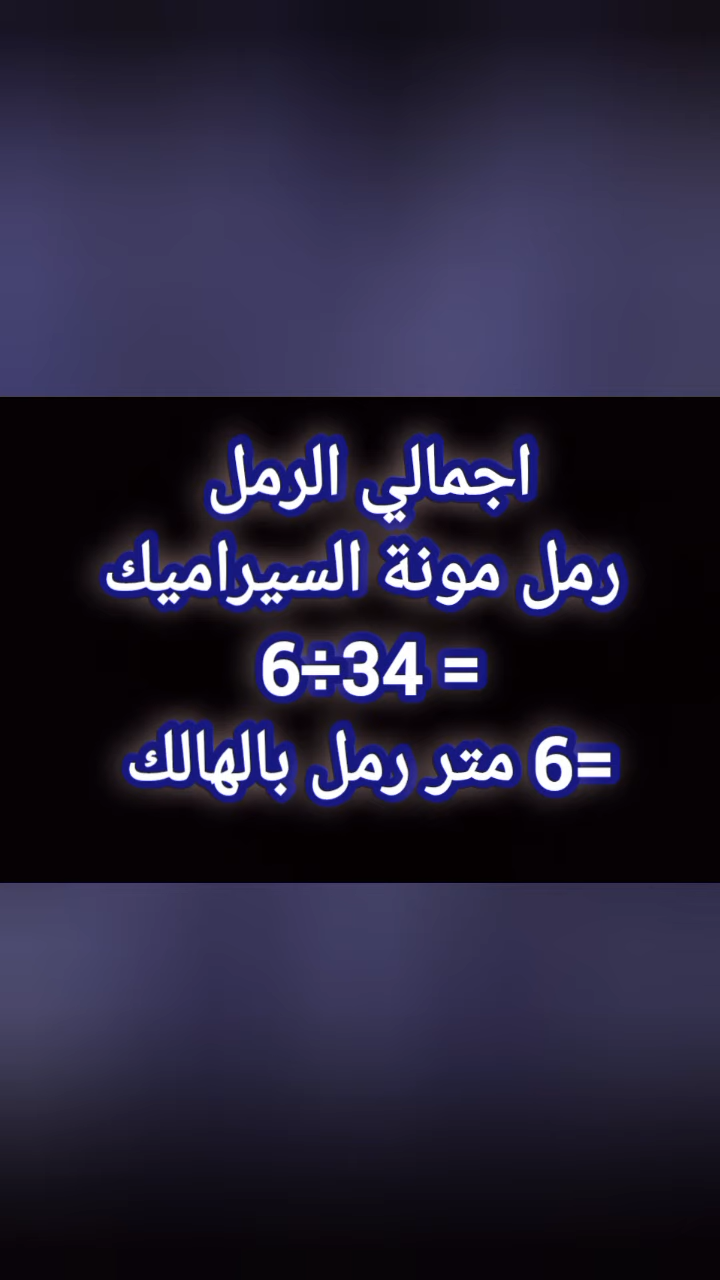 اجمالي الرمل
رمل مونة السيراميك
= 34÷6
=6 متر رمل بالهالك